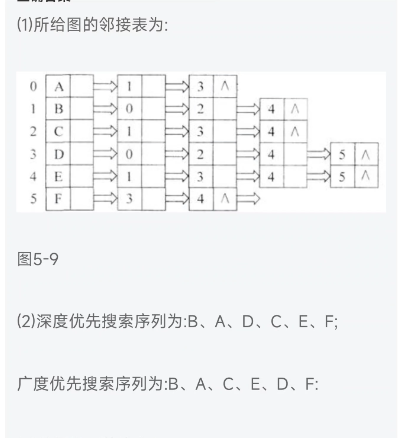 (1)所给图的邻接表为:
0 A 1 3 ∧
1 B 0 2 4 ∧
2 C 1 3 4 ∧
3 D 0 2 4 5 ∧
4 E 1 3 4 5 ∧
5 F 3 4 ∧
图5-9
(2)深度优先搜索序列为:B、A、D、C、E、F;
广度优先搜索序列为:B、A、C、E、D、F: